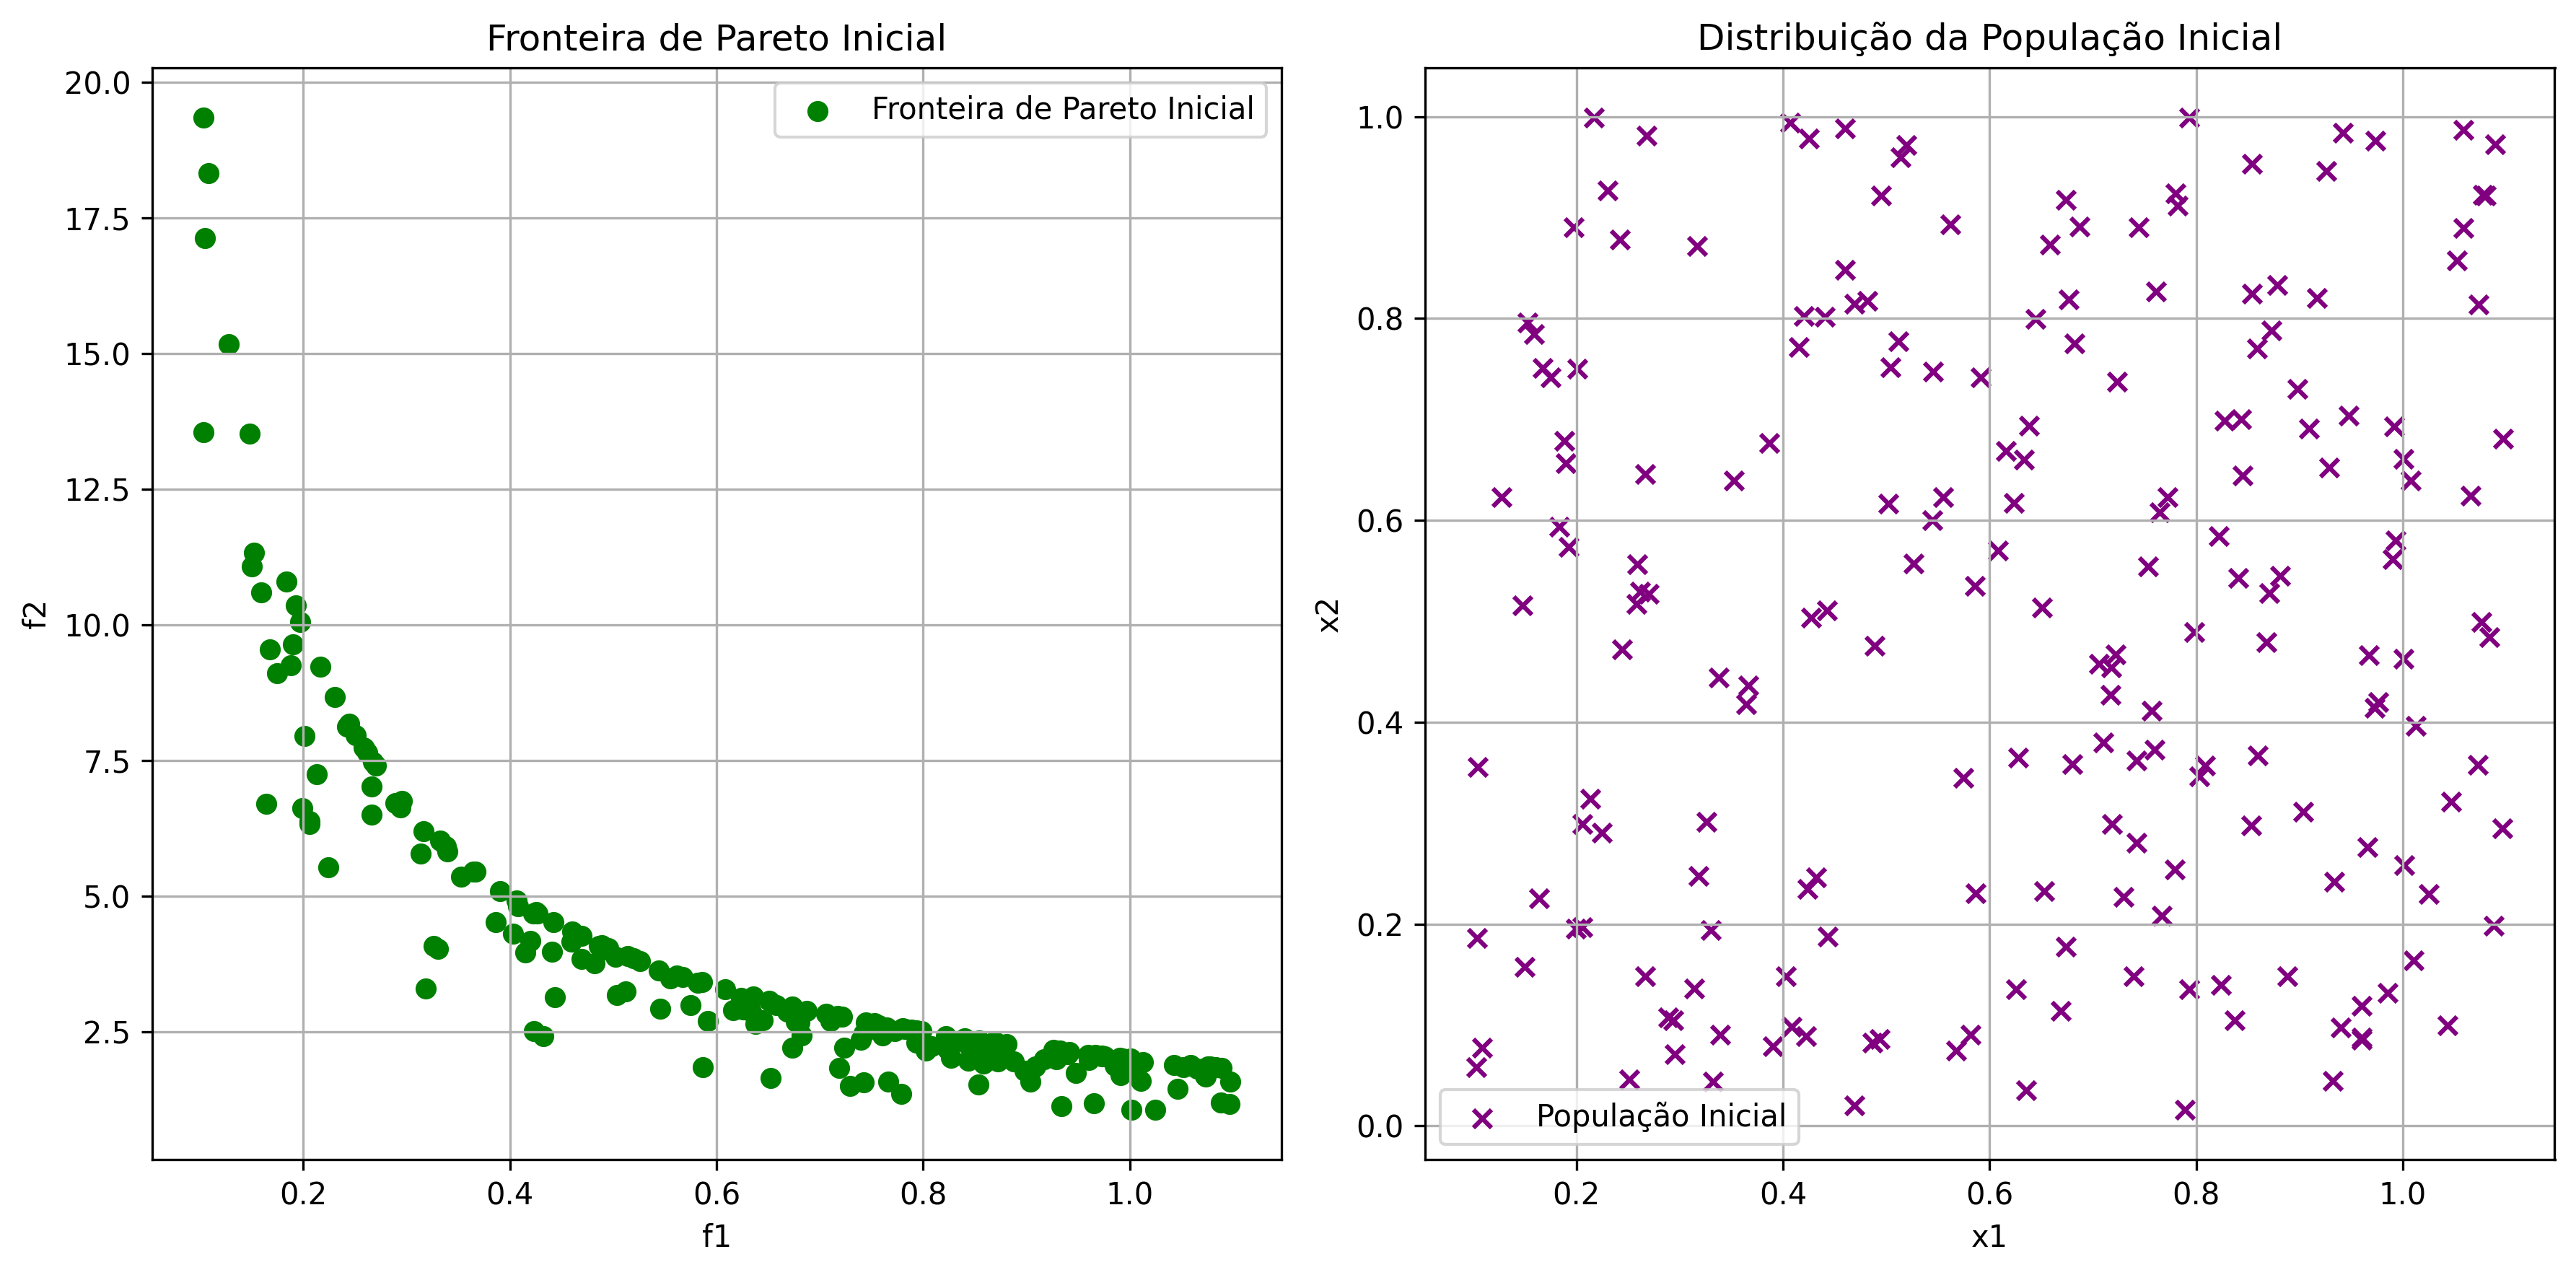 Fronteira de Pareto Inicial
20.0
17.5
15.0
12.5
10.0
7.5
5.0
2.5
f2
Fronteira de Pareto Inicial
0.2 0.4 0.6 0.8 1.0
f1
Distribuição da População Inicial
1.0
0.8
0.6
0.4
0.2
0.0
x2
População Inicial
0.2 0.4 0.6 0.8 1.0
x1